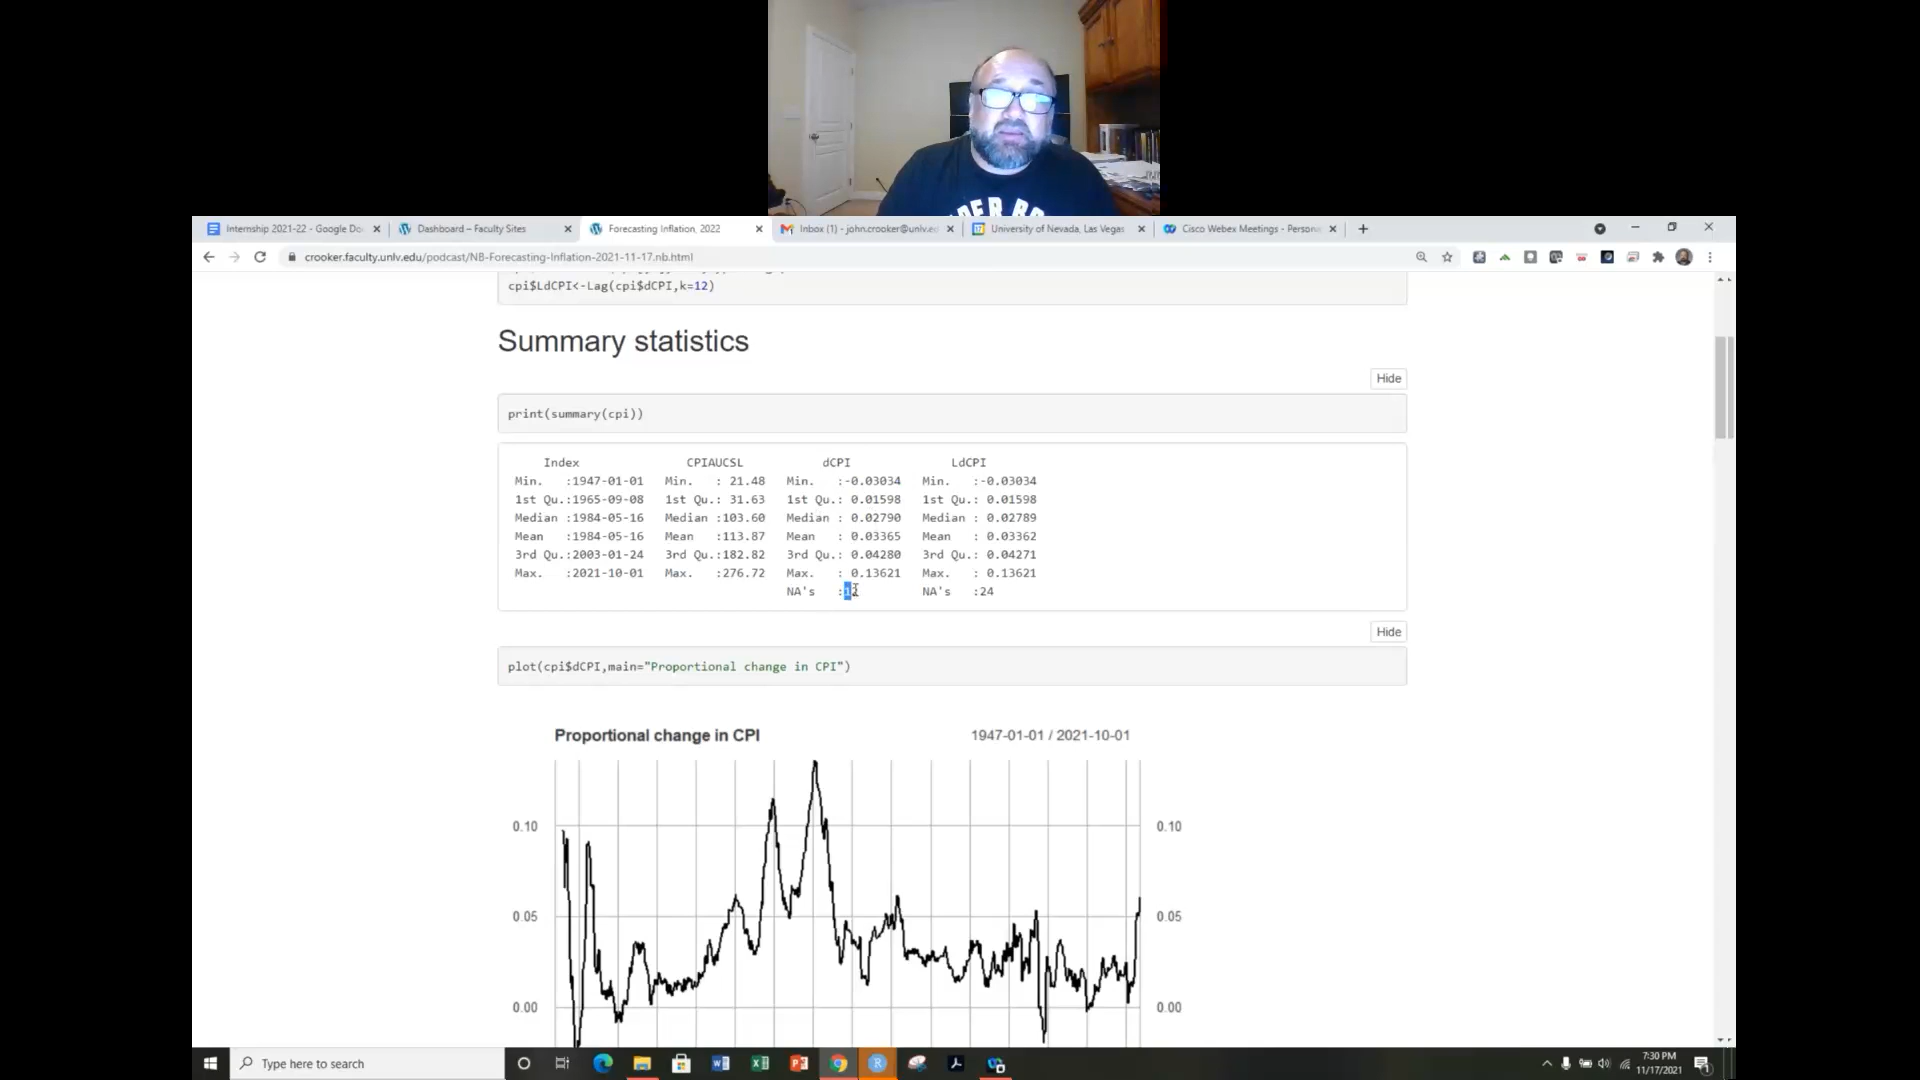 Internship 2021-22 - Google Do
Dashboard – Faculty Sites
Forecasting Inflation, 2022
Inbox (1) - john.crooker@unlv.ed
University of Nevada, Las Vegas
Cisco Webex Meetings - Persona
crooker.faculty.unlv.edu/podcast/NB-Forecasting-Inflation-2021-11-17.nb.html
cpi$LdCPI<-Lag(cpi$dCPI,k=12)
Summary statistics
Hide
print(summary(cpi))
Index CPIAUCSL dCPI LdCPI
Min. :1947-01-01 Min. : 21.48 Min. :-0.03034 Min. :-0.03034
1st Qu.:1965-09-08 1st Qu.: 31.63 1st Qu.: 0.01598 1st Qu.: 0.01598
Median :1984-05-16 Median :103.60 Median : 0.02790 Median : 0.02789
Mean :1984-05-16 Mean :113.87 Mean : 0.03365 Mean : 0.03362
3rd Qu.:2003-01-24 3rd Qu.:182.82 3rd Qu.: 0.04280 3rd Qu.: 0.04271
Max. :2021-10-01 Max. :276.72 Max. : 0.13621 Max. : 0.13621
NA's :12 NA's :24
Hide
plot(cpi$dCPI,main="Proportional change in CPI")
Proportional change in CPI 1947-01-01 / 2021-10-01
0.10 0.10
0.05 0.05
0.00 0.00
Type here to search
7:30 PM
11/17/2021